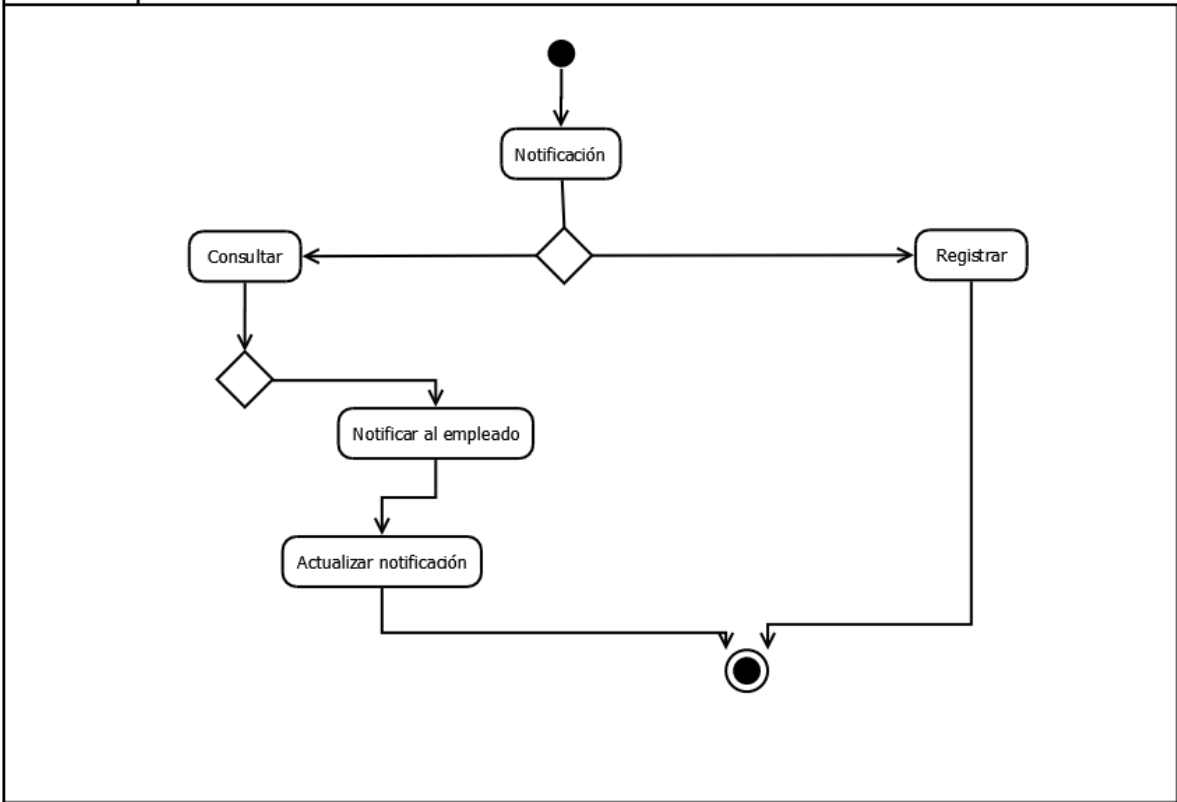 Notificación
Consultar
Registrar
Notificar al empleado
Actualizar notificación